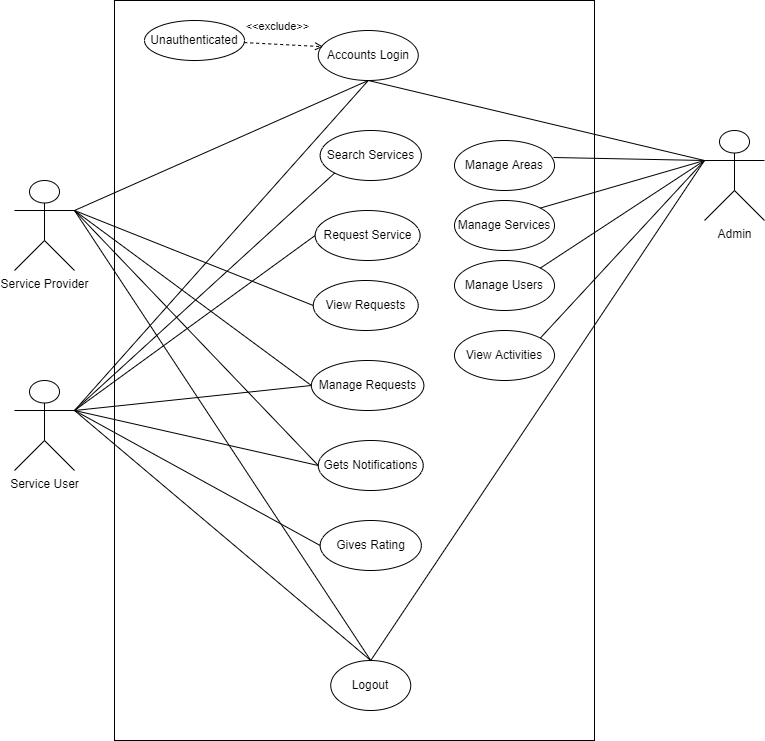 <<exclude>>
Unauthenticated
Accounts Login
Search Services
Manage Areas
Request Service
Manage Services
Admin
Service Provider
View Requests
Manage Users
View Activities
Manage Requests
Gets Notifications
Service User
Gives Rating
Logout